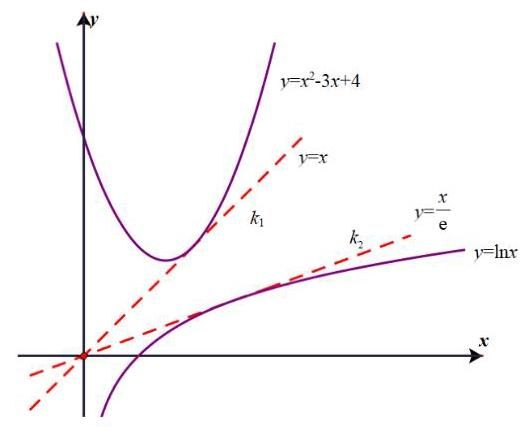 y
y=x²-3x+4
y=x
k₁
y=x/e
k₂
y=lnx
x